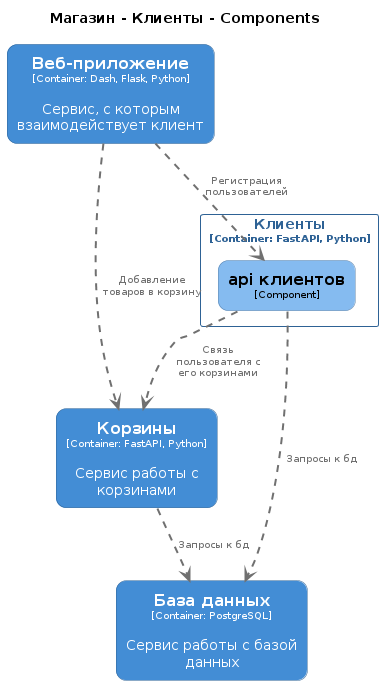 Магазин - Клиенты - Components
Веб-приложение
[Container: Dash, Flask, Python]
Сервис, с которым
взаимодействует клиент
Регистрация
пользователей
Клиенты
[Container: FastAPI, Python]
api клиентов
[Component]
Добавление
товаров в корзину
Связь
пользователя с
его корзинами
Корзины
[Container: FastAPI, Python]
Сервис работы с
корзинами
Запросы к бд
Запросы к бд
База данных
[Container: PostgreSQL]
Сервис работы с базой
данных